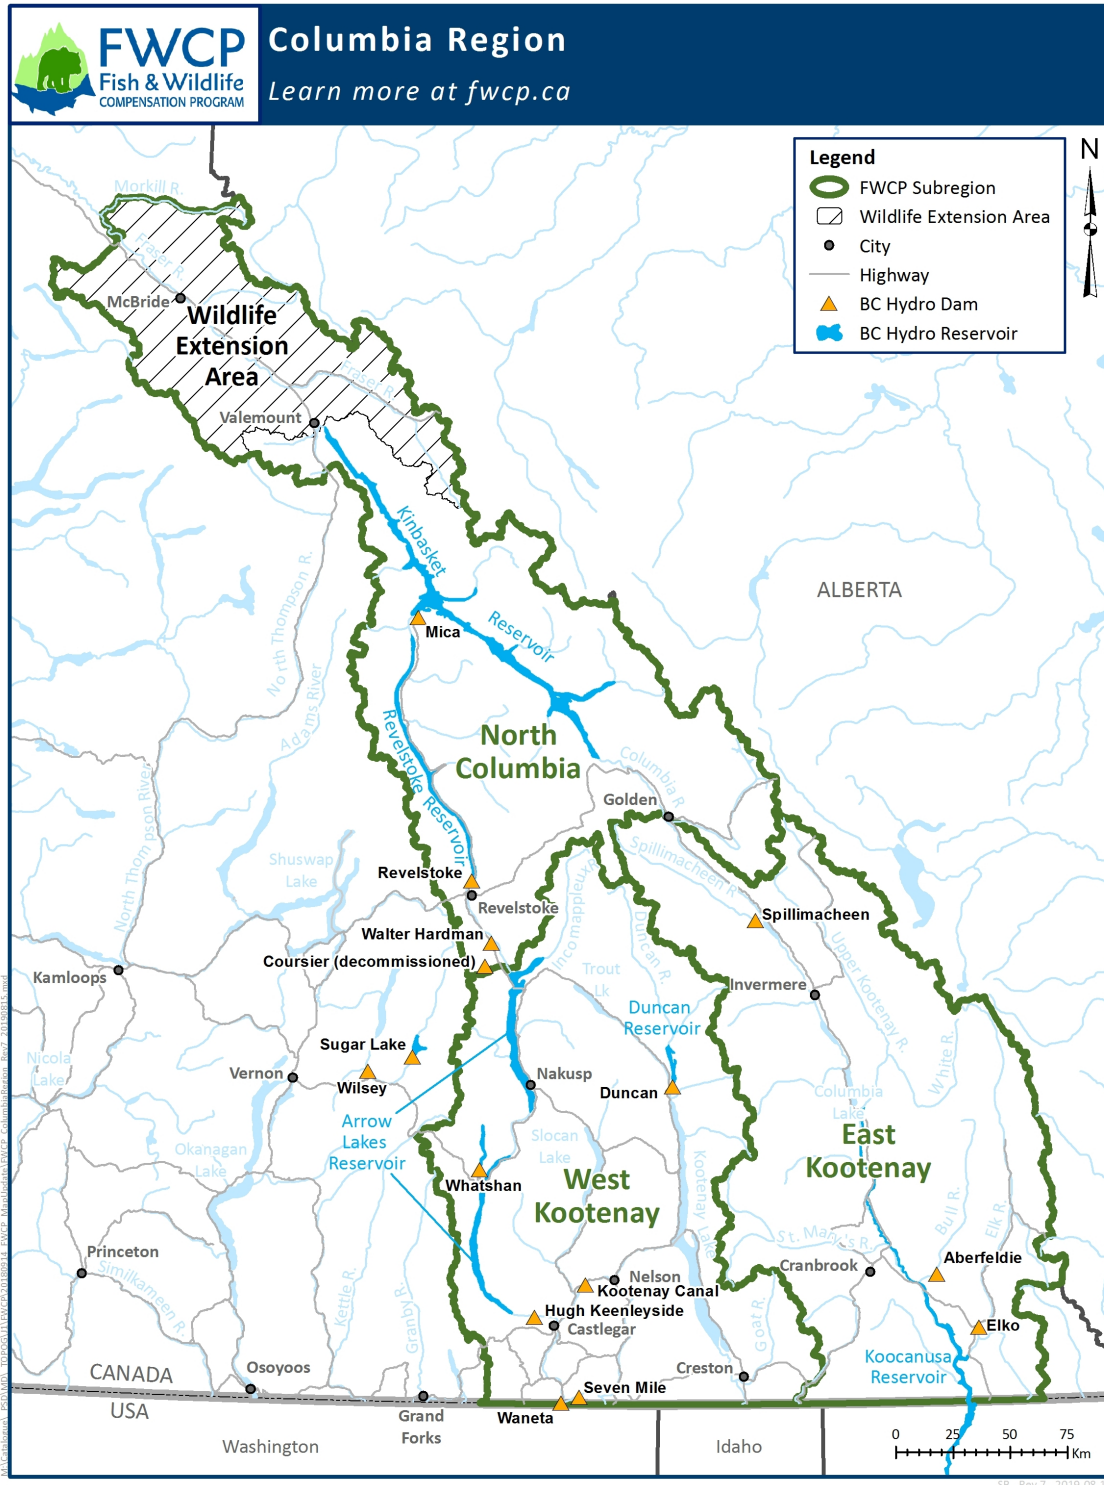 FWCP
Fish & Wildlife
COMPENSATION PROGRAM
Columbia Region
Learn more at fwcp.ca
Legend
FWCP Subregion
Wildlife Extension Area
City
Highway
BC Hydro Dam
BC Hydro Reservoir
N
Morkill R.
Fraser R.
McBride
Wildlife
Extension
Area
Fraser R.
Valemount
Kinbasket
Reservoir
ALBERTA
Mica
North Thompson R.
Adams River
Revelstoke Reservoir
North
Columbia
Columbia R.
Golden
North Thompson River
Shuswap
Lake
Spillimacheen R.
Incomappleux R.
Duncan R.
Revelstoke
Revelstoke
Spillimacheen
Walter Hardman
Coursier (decommissioned)
Upper Kootenay R.
Kamloops
Trout
Lk
Invermere
Duncan
Reservoir
White R.
Sugar Lake
Nicola
Lake
Vernon
Wilsey
Nakusp
Duncan
Columbia
Lake
Arrow
Lakes
Reservoir
Okanagan
Lake
Slocan
Lake
East
Kootenay
Kootenay Lake
Whatshan
West
Kootenay
Bull R.
Elk R.
St. Mary's R.
Princeton
Similkameen R.
Kettle R.
Granby R.
Cranbrook
Aberfeldie
Nelson
Kootenay Canal
Hugh Keenleyside
Castlegar
Goat R.
Elko
Koocanusa
Reservoir
Creston
CANADA
USA
Osoyoos
Grand
Forks
Seven Mile
Waneta
Washington
Idaho
0 25 50 75
Km